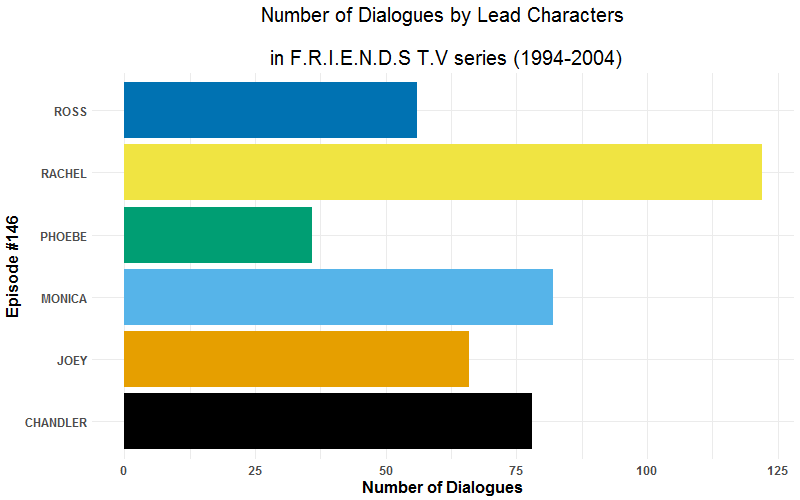 Number of Dialogues by Lead Characters
in F.R.I.E.N.D.S T.V series (1994-2004)
ROSS
RACHEL
PHOEBE
MONICA
JOEY
CHANDLER
Episode #146
0 25 50 75 100 125
Number of Dialogues